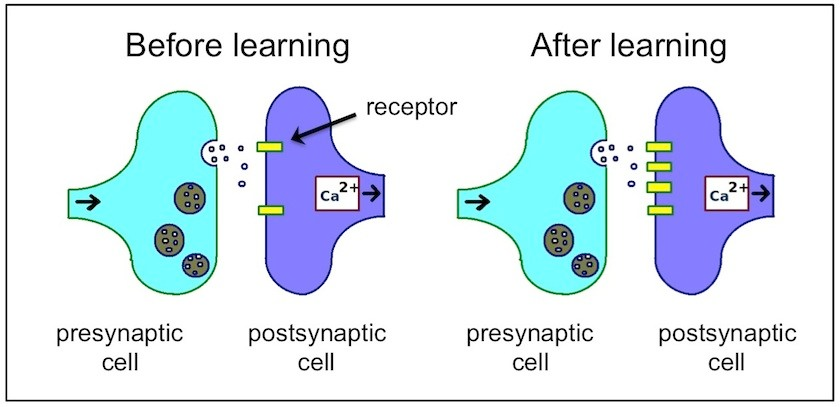 Before learning
After learning
receptor
Ca2+
Ca2+
presynaptic
cell
postsynaptic
cell
presynaptic
cell
postsynaptic
cell